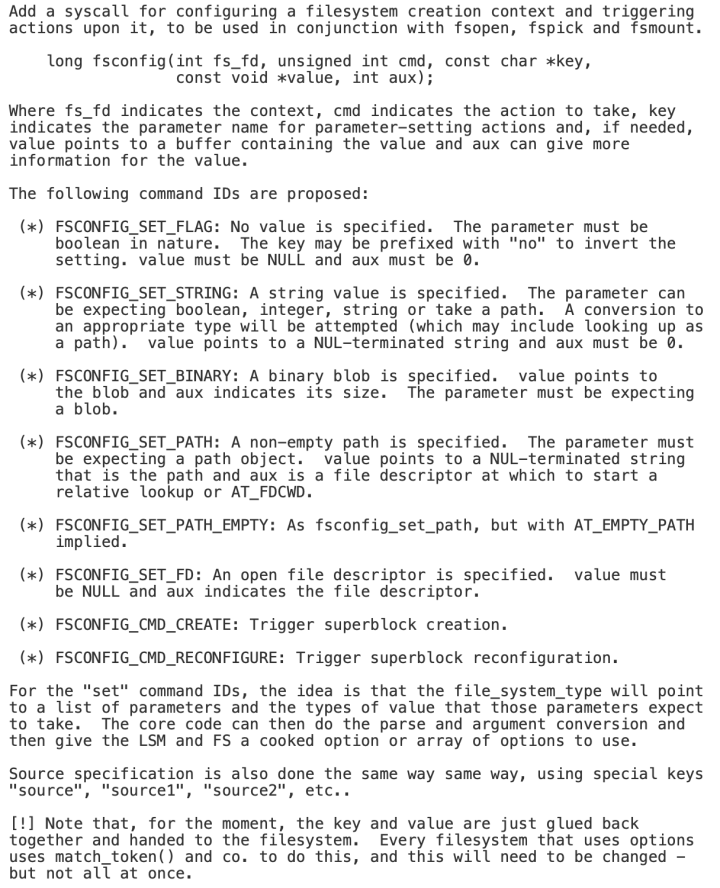 Add a syscall for configuring a filesystem creation context and triggering
actions upon it, to be used in conjunction with fsopen, fspick and fsmount.
long fsconfig(int fs_fd, unsigned int cmd, const char *key,
const void *value, int aux);
Where fs_fd indicates the context, cmd indicates the action to take, key
indicates the parameter name for parameter-setting actions and, if needed,
value points to a buffer containing the value and aux can give more
information for the value.
The following command IDs are proposed:
(*) FSCONFIG_SET_FLAG: No value is specified.  The parameter must be
boolean in nature.  The key may be prefixed with "no" to invert the
setting. value must be NULL and aux must be 0.
(*) FSCONFIG_SET_STRING: A string value is specified.  The parameter can
be expecting boolean, integer, string or take a path.  A conversion to
an appropriate type will be attempted (which may include looking up as
a path).  value points to a NUL-terminated string and aux must be 0.
(*) FSCONFIG_SET_BINARY: A binary blob is specified.  value points to
the blob and aux indicates its size.  The parameter must be expecting
a blob.
(*) FSCONFIG_SET_PATH: A non-empty path is specified.  The parameter must
be expecting a path object.  value points to a NUL-terminated string
that is the path and aux is a file descriptor at which to start a
relative lookup or AT_FDCWD.
(*) FSCONFIG_SET_PATH_EMPTY: As fsconfig_set_path, but with AT_EMPTY_PATH
implied.
(*) FSCONFIG_SET_FD: An open file descriptor is specified.  value must
be NULL and aux indicates the file descriptor.
(*) FSCONFIG_CMD_CREATE: Trigger superblock creation.
(*) FSCONFIG_CMD_RECONFIGURE: Trigger superblock reconfiguration.
For the "set" command IDs, the idea is that the file_system_type will point
to a list of parameters and the types of value that those parameters expect
to take.  The core code can then do the parse and argument conversion and
then give the LSM and FS a cooked option or array of options to use.
Source specification is also done the same way same way, using special keys
"source", "source1", "source2", etc..
[!] Note that, for the moment, the key and value are just glued back
together and handed to the filesystem.  Every filesystem that uses options
uses match_token() and co. to do this, and this will need to be changed -
but not all at once.